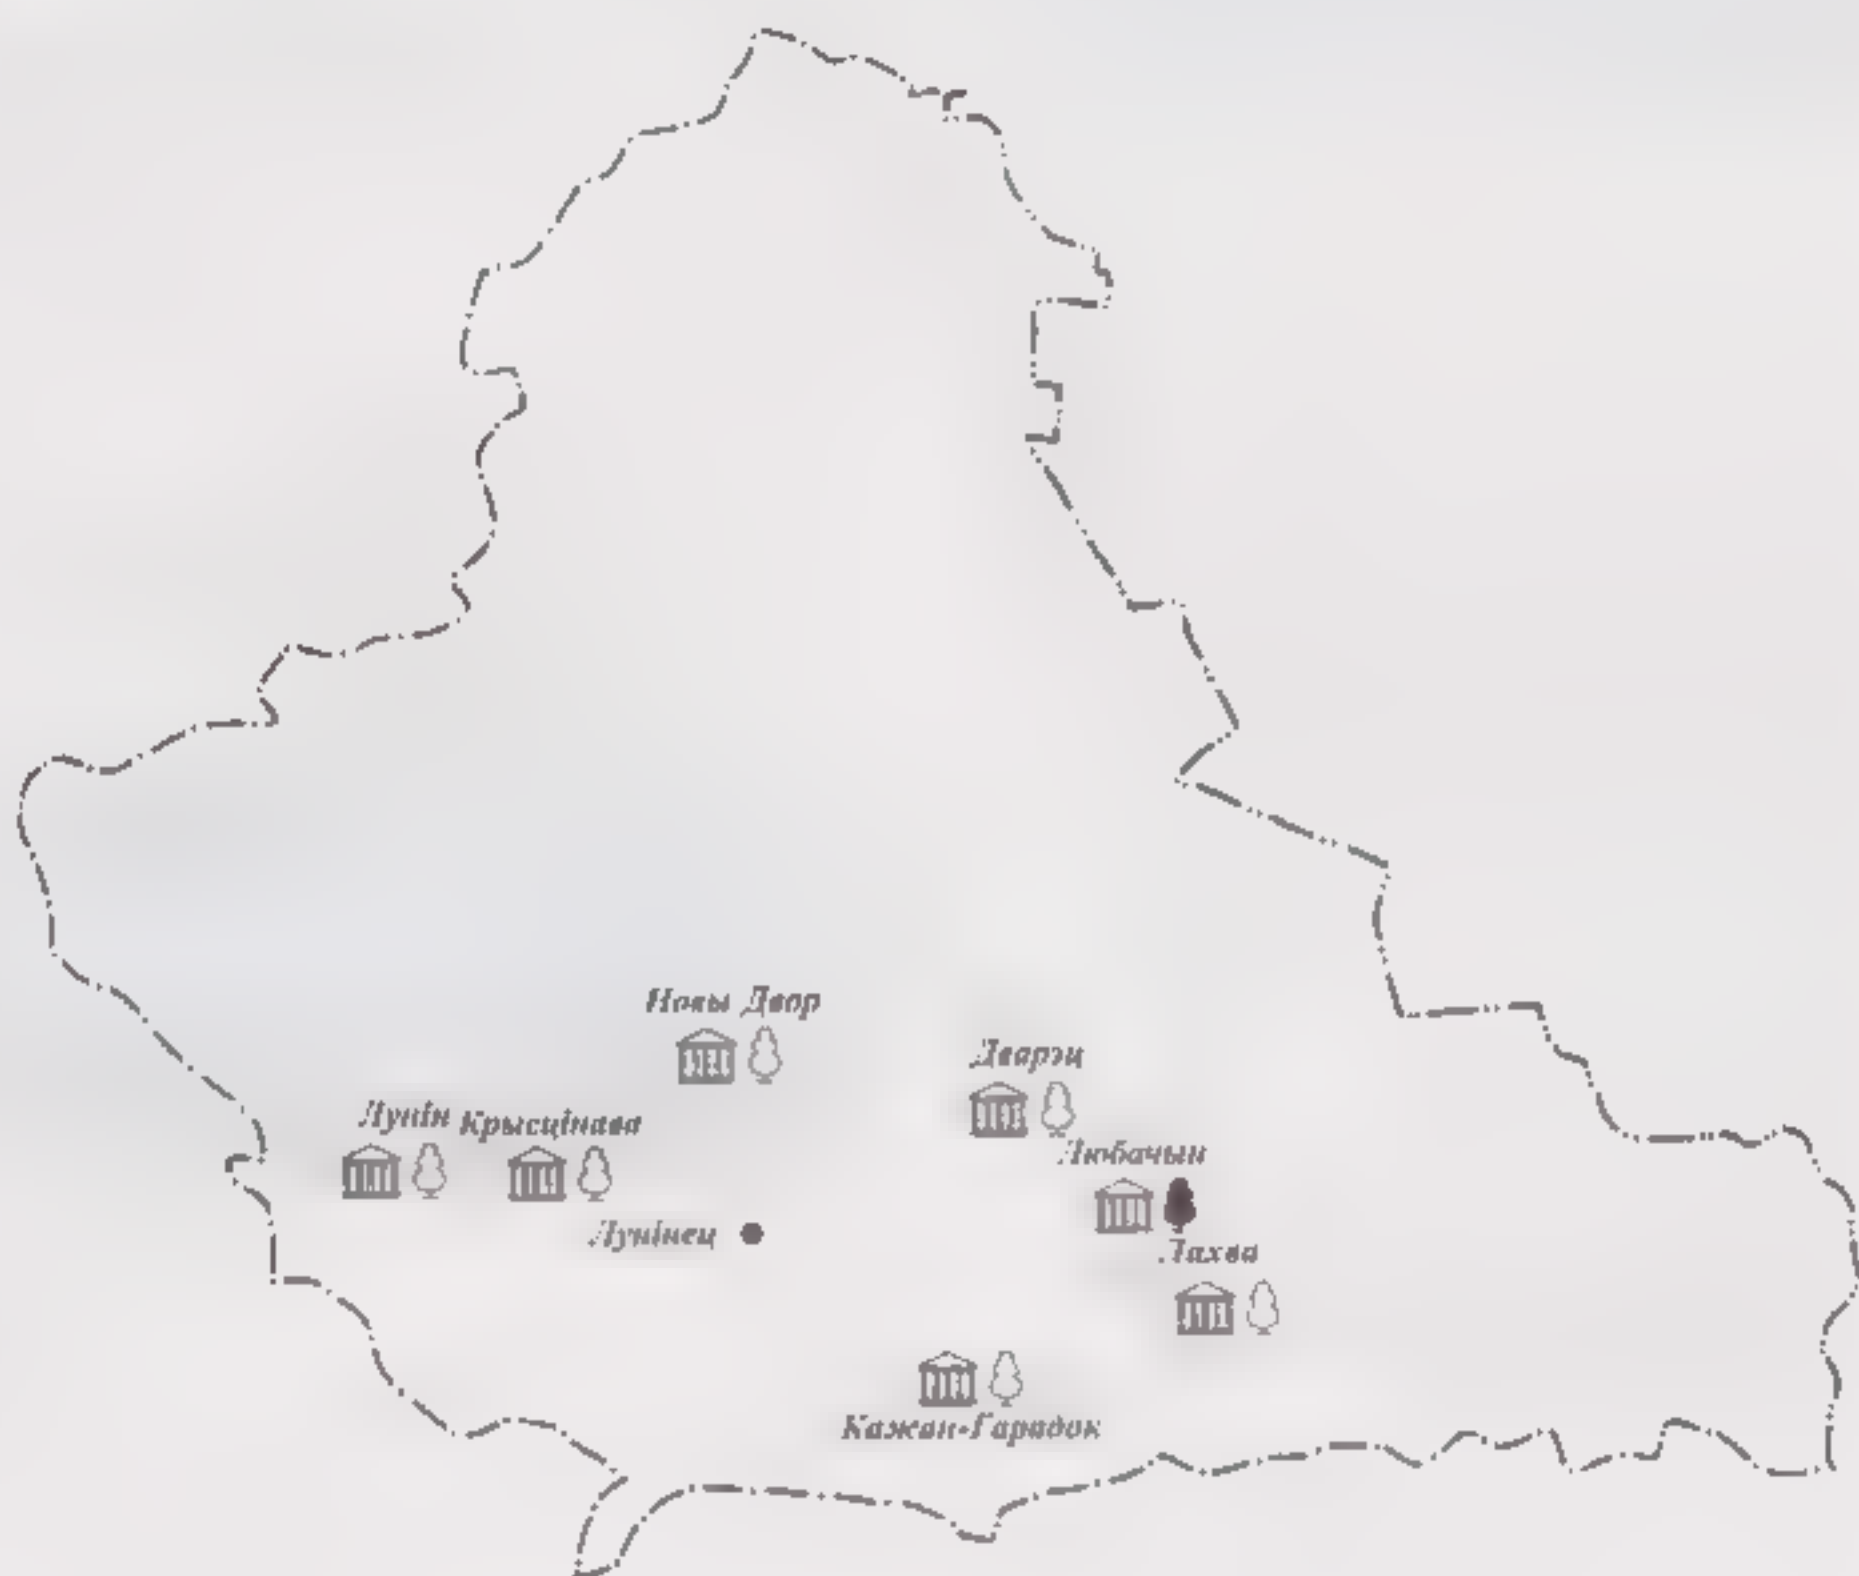 Новы Двор
Дварэц
Лунін
Крысцінава
Любачын
Лунінец
Лахва
Кажан-Гарадок